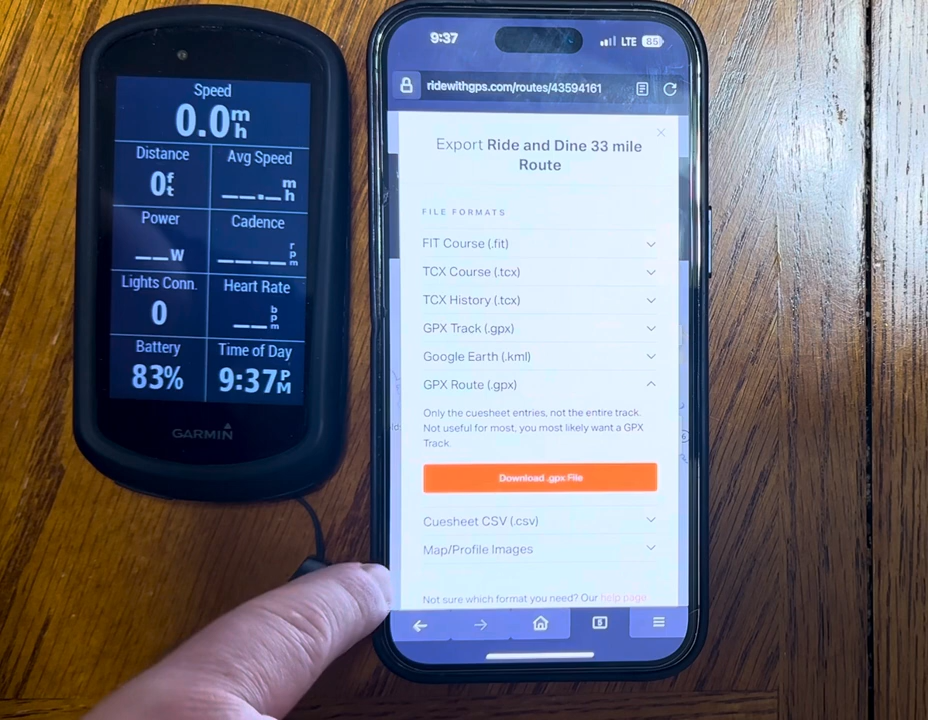 Speed
0.0 mh
Distance
Avg Speed
0 ft
__._ mh
Power
Cadence
__W
____ rpm
Lights Conn.
Heart Rate
0
__ bpm
Battery
Time of Day
83%
9:37 PM
GARMIN
9:37
LTE 85
ridewithgps.com/routes/43594161
Export Ride and Dine 33 mile
Route
FILE FORMATS
FIT Course (.fit)
TCX Course (.tcx)
TCX History (.tcx)
GPX Track (.gpx)
Google Earth (.kml)
GPX Route (.gpx)
Only the cuesheet entries, not the entire track.
Not useful for most, you most likely want a GPX
Track.
Download .gpx File
Cuesheet CSV (.csv)
Map/Profile Images
Not sure which format you need? Our help page